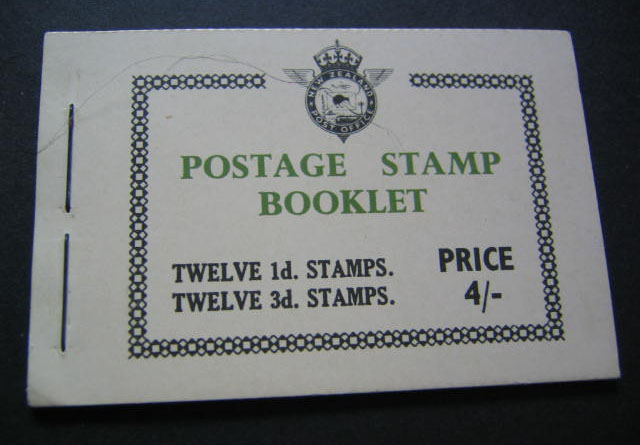 NEW ZEALAND
POST OFFICE
POSTAGE STAMP
BOOKLET
TWELVE 1d. STAMPS.
TWELVE 3d. STAMPS.
PRICE
4/-